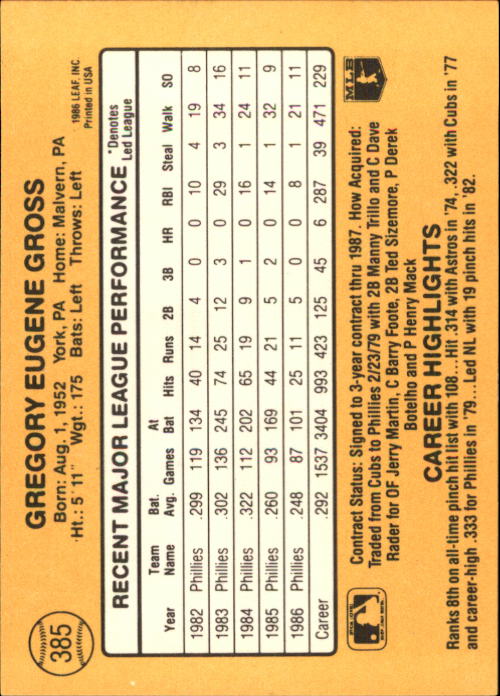 385
GREGORY EUGENE GROSS
Born: Aug. 1, 1952 York, PA Home: Malvern, PA
Ht.: 5' 11" Wgt.: 175 Bats: Left Throws: Left
1986 LEAF, INC.
Printed in USA
RECENT MAJOR LEAGUE PERFORMANCE
*Denotes
Led League
Year Team Name Bat. Avg. Games At Bat Hits Runs 2B 3B HR RBI Steal Walk SO
1982 Phillies .299 119 134 40 14 4 0 0 10 4 19 8
1983 Phillies .302 136 245 74 25 12 3 0 29 3 34 16
1984 Phillies .322 112 202 65 19 9 1 0 16 1 24 11
1985 Phillies .260 93 169 44 21 5 2 0 14 1 32 9
1986 Phillies .248 87 101 25 11 5 0 0 8 1 21 11
Career .292 1537 3404 993 423 125 45 6 287 39 471 229
Contract Status: Signed to 3-year contract thru 1987. How Acquired:
Traded from Cubs to Phillies 2/23/79 with 2B Manny Trillo and C Dave
Rader for OF Jerry Martin, C Barry Foote, 2B Ted Sizemore, P Derek
Botelho and P Henry Mack
MLB
CAREER HIGHLIGHTS
Ranks 8th on all-time pinch hit list with 108...Hit .314 with Astros in '74, .322 with Cubs in '77
and career-high .333 for Phillies in '79...Led NL with 19 pinch hits in '82.